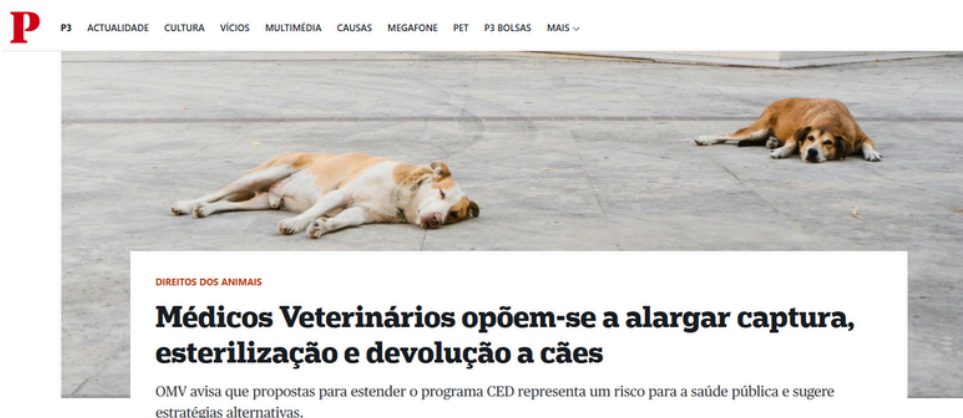 P
P3 ACTUALIDADE CULTURA VÍCIOS MULTIMÉDIA CAUSAS MEGAFONE PET P3 BOLSAS MAIS
DIREITOS DOS ANIMAIS
Médicos Veterinários opõem-se a alargar captura,
esterilização e devolução a cães
OMV avisa que propostas para estender o programa CED representa um risco para a saúde pública e sugere
estratégias alternativas.